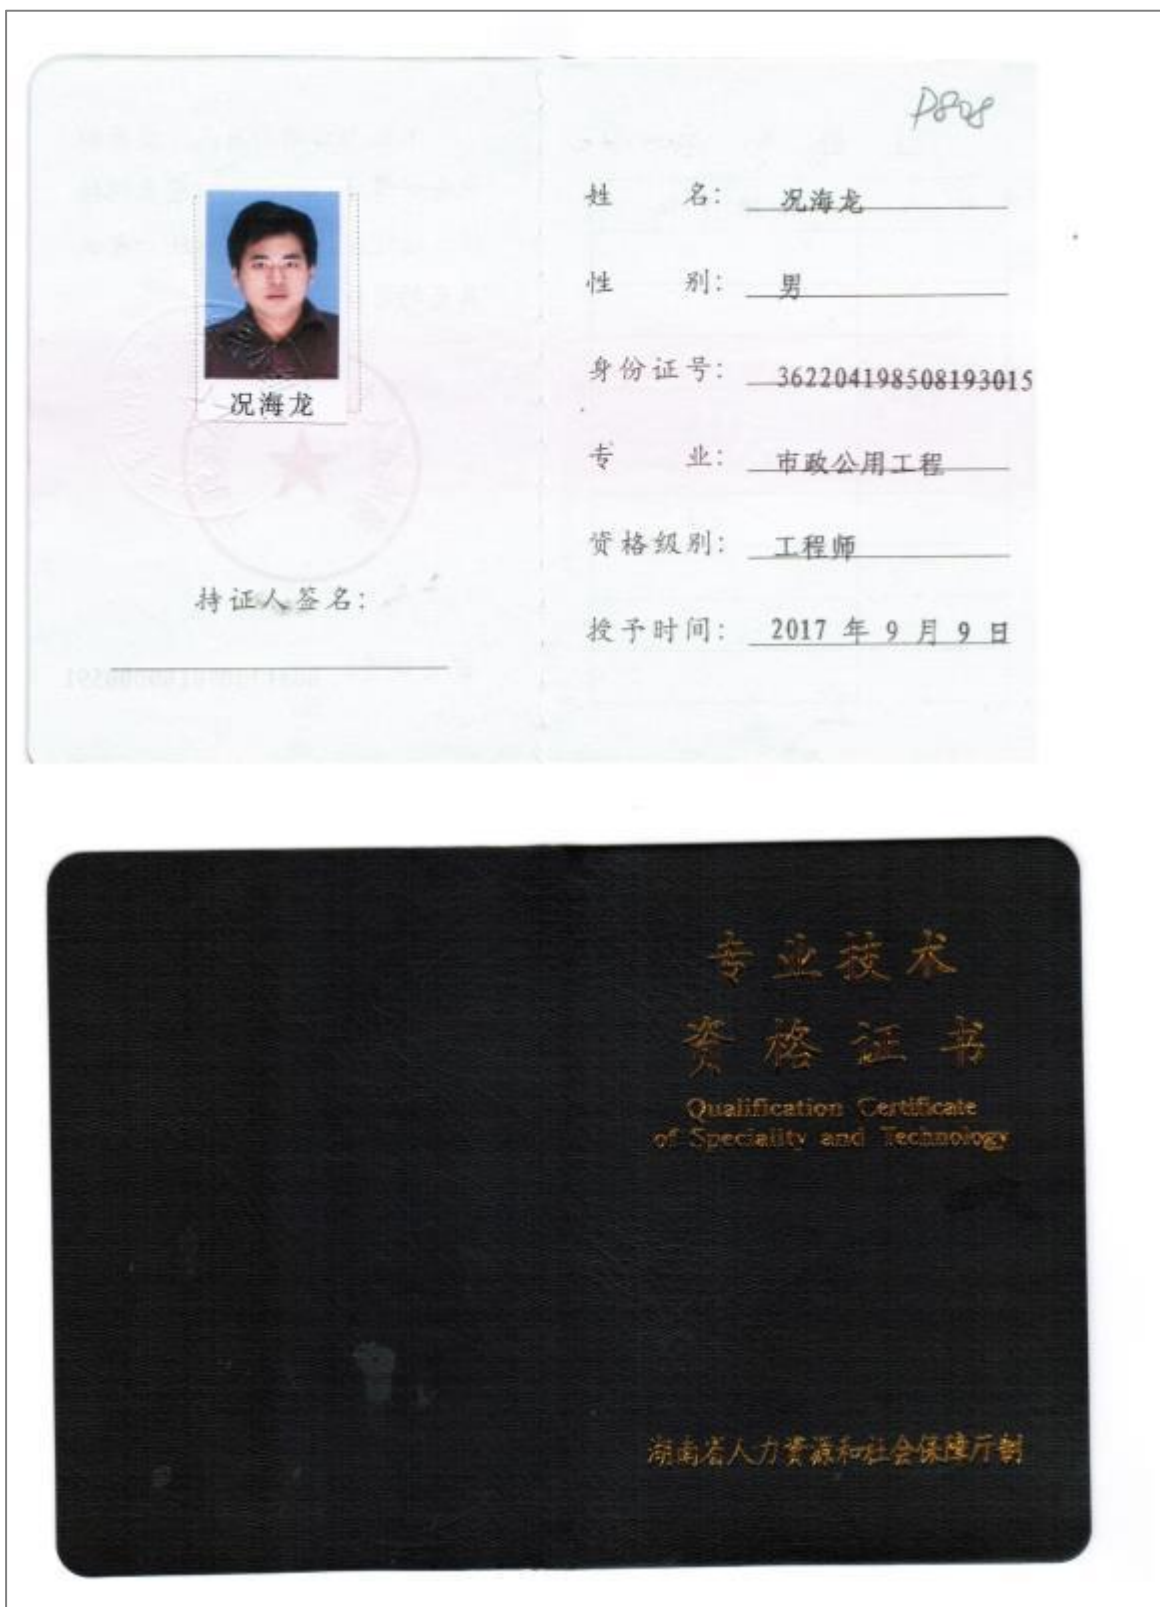 P808
姓 名: 况海龙
性 别: 男
身份证号: 362204198508193015
专 业: 市政公用工程
资格级别: 工程师
授予时间: 2017 年 9 月 9 日
况海龙
持证人签名:
专业技术
资格证书
Qualification Certificate
of Speciality and Technology
湖南省人力资源和社会保障厅制